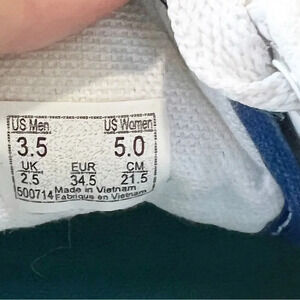 US Men US Women
3.5 5.0
UK EUR CM
2.5 34.5 21.5
500714 Made in Vietnam
Fabriqué en Vietnam